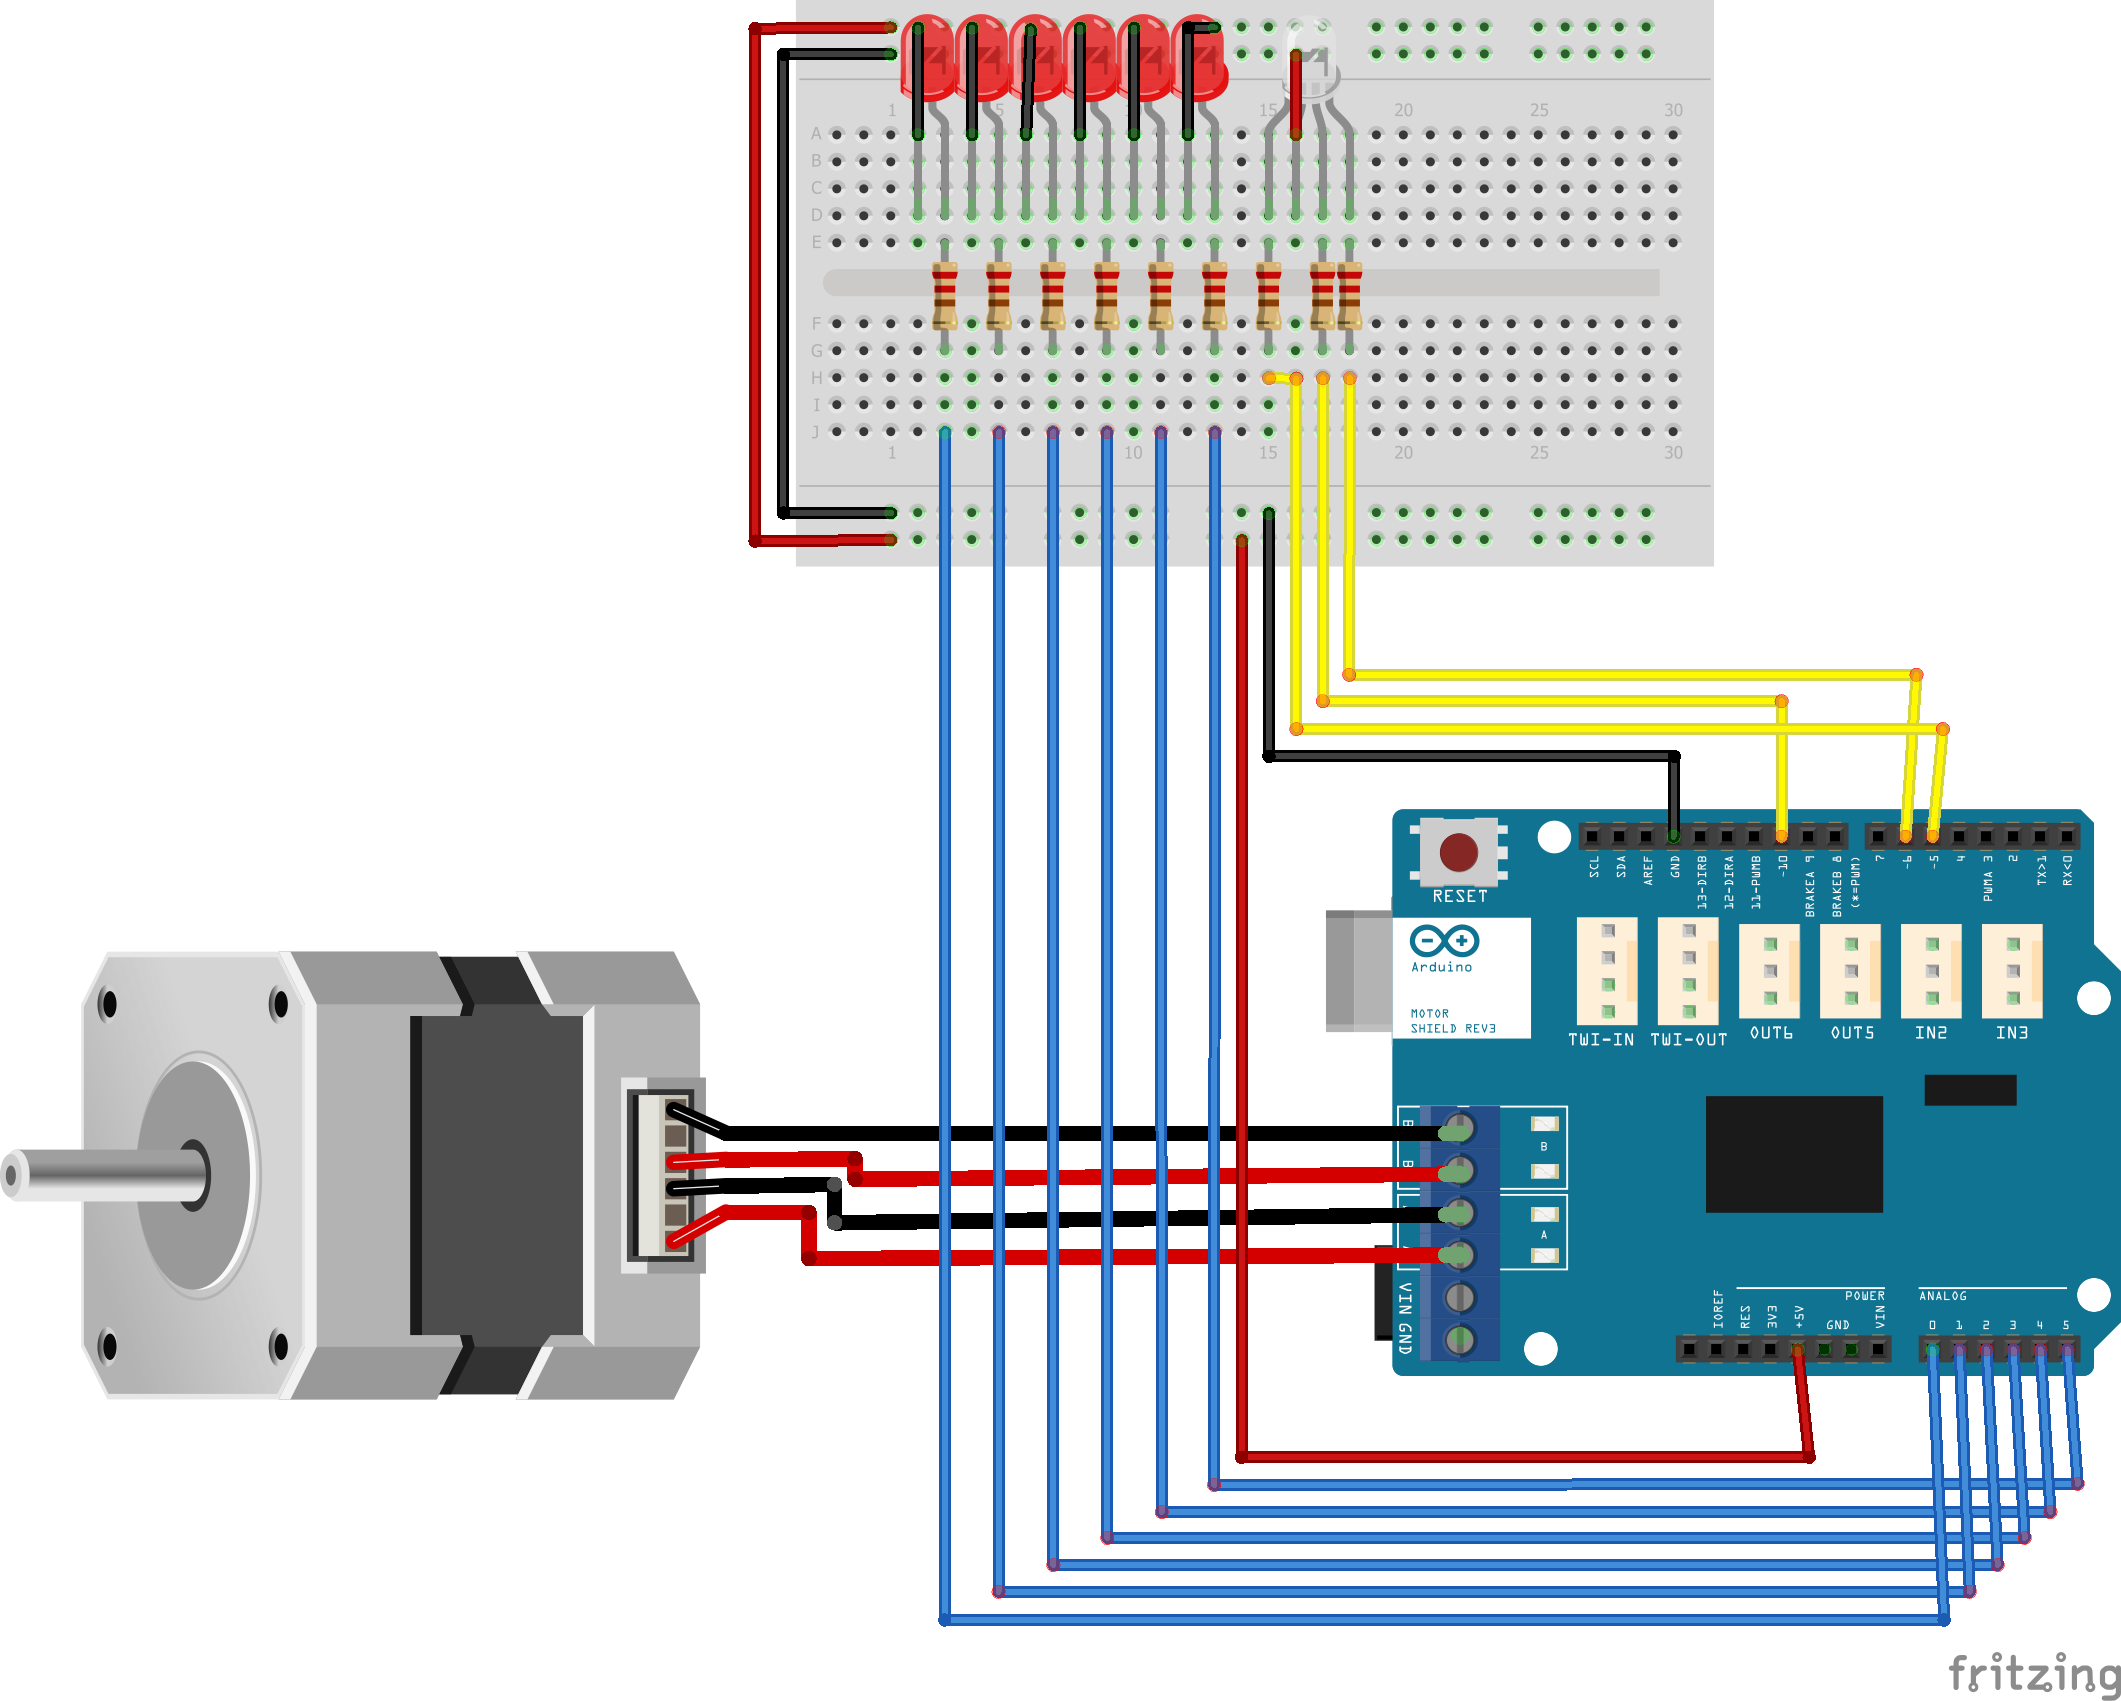 1 5 10 15 20 25 30
A
B
C
D
E
F
G
H
I
J
1 10 15 20 25 30
SCL
SDA
AREF
GND
13-DIRB
12-DIRA
11-PWMB
~10
BRAKEA 9
BRAKEB 8
(*=PWM)
7
~6
~5
4
PWMA 3
2
TX>1
RX<0
RESET
Arduino
MOTOR
SHIELD REV3
TWI-IN
TWI-OUT
OUT6
OUT5
IN2
IN3
B
A
VIN GND
POWER
ANALOG
IOREF
RES
3V3
+5V
GND
VIN
0 1 2 3 4 5
fritzing